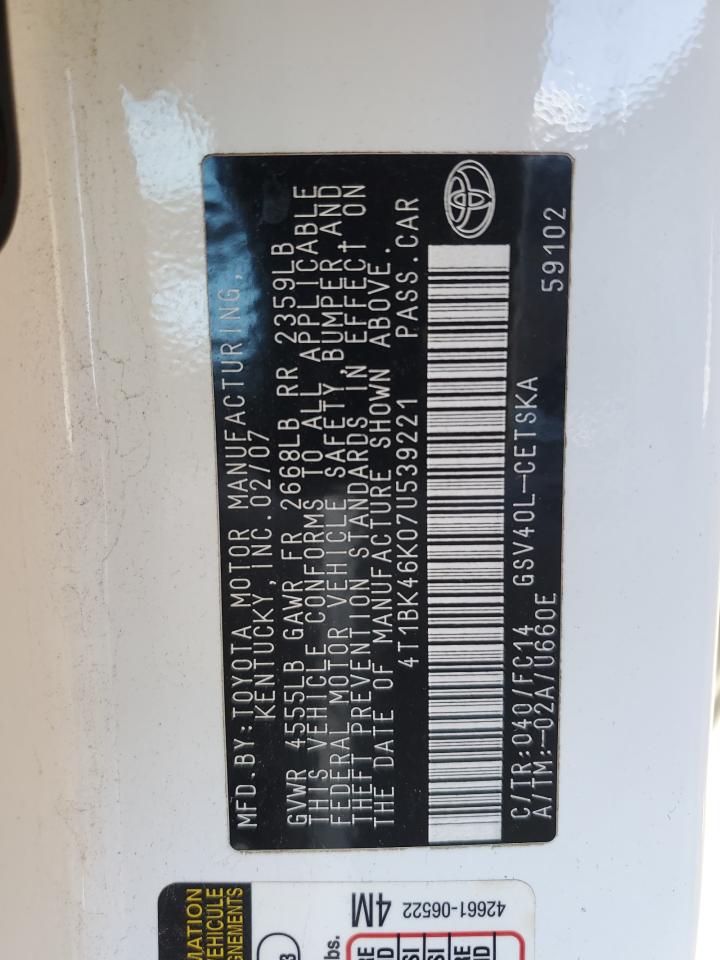 MFD.BY:TOYOTA MOTOR MANUFACTURING,
KENTUCKY, INC. 02/07
GVWR 4555LB GAWR FR 2668LB RR 2359LB
THIS VEHICLE CONFORMS TO ALL APPLICABLE
FEDERAL MOTOR VEHICLE SAFETY,BUMPER,AND
THEFT PREVENTION STANDARDS IN EFFECT ON
THE DATE OF MANUFACTURE SHOWN ABOVE.
4T1BK46K07U539221 PASS.CAR
C/TR:040/FC14 GSV40L-CETSKA
A/TM:-02A/U660E 59102
42661-06522
4M
lbs.